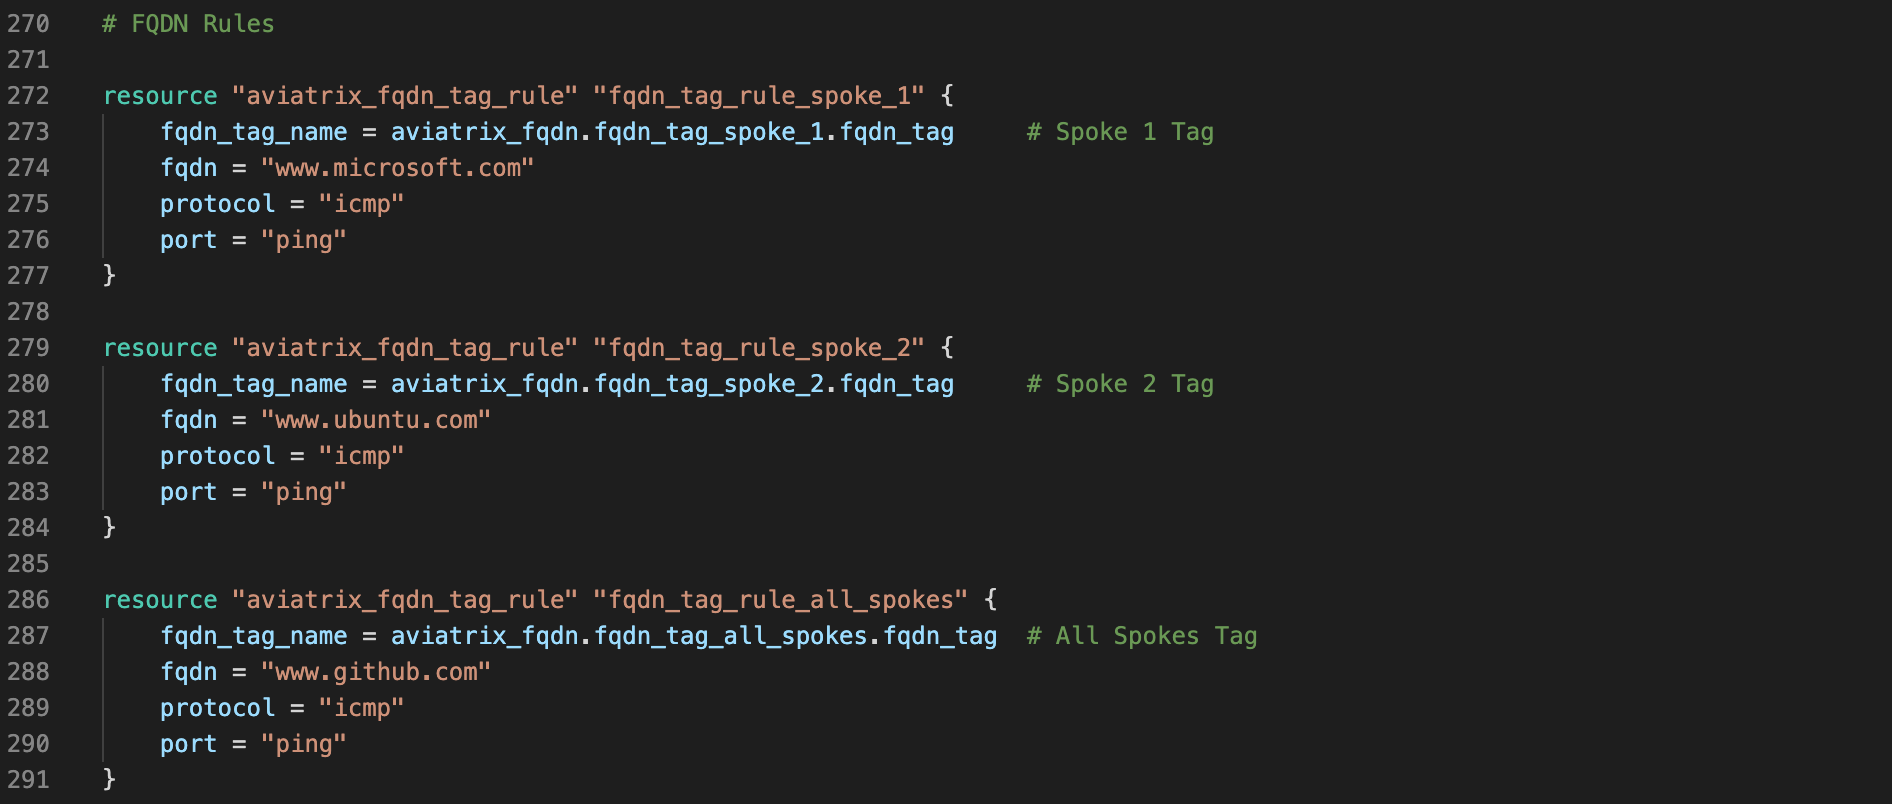 270 # FQDN Rules
271
272 resource "aviatrix_fqdn_tag_rule" "fqdn_tag_rule_spoke_1" {
273     fqdn_tag_name = aviatrix_fqdn.fqdn_tag_spoke_1.fqdn_tag     # Spoke 1 Tag
274     fqdn = "www.microsoft.com"
275     protocol = "icmp"
276     port = "ping"
277 }
278
279 resource "aviatrix_fqdn_tag_rule" "fqdn_tag_rule_spoke_2" {
280     fqdn_tag_name = aviatrix_fqdn.fqdn_tag_spoke_2.fqdn_tag     # Spoke 2 Tag
281     fqdn = "www.ubuntu.com"
282     protocol = "icmp"
283     port = "ping"
284 }
285
286 resource "aviatrix_fqdn_tag_rule" "fqdn_tag_rule_all_spokes" {
287     fqdn_tag_name = aviatrix_fqdn.fqdn_tag_all_spokes.fqdn_tag  # All Spokes Tag
288     fqdn = "www.github.com"
289     protocol = "icmp"
290     port = "ping"
291 }